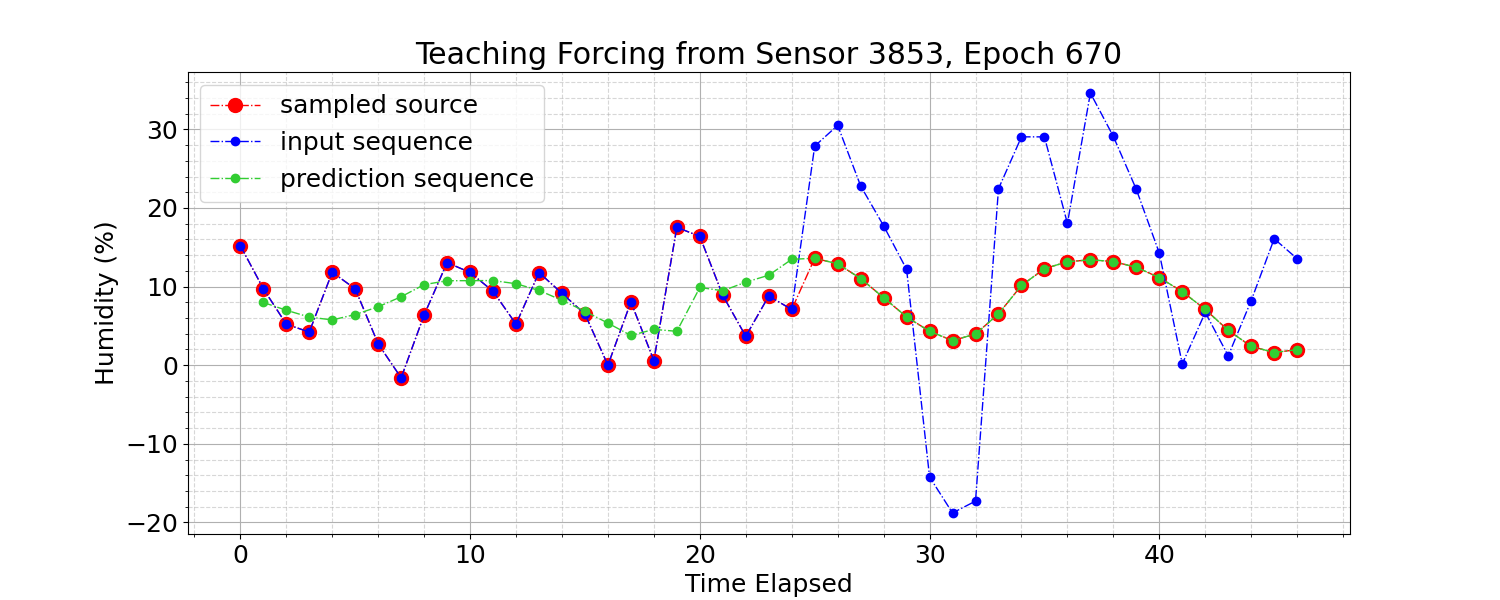 Teaching Forcing from Sensor 3853, Epoch 670
sampled source
input sequence
prediction sequence
Humidity (%)
30
20
10
0
−10
−20
0 10 20 30 40
Time Elapsed